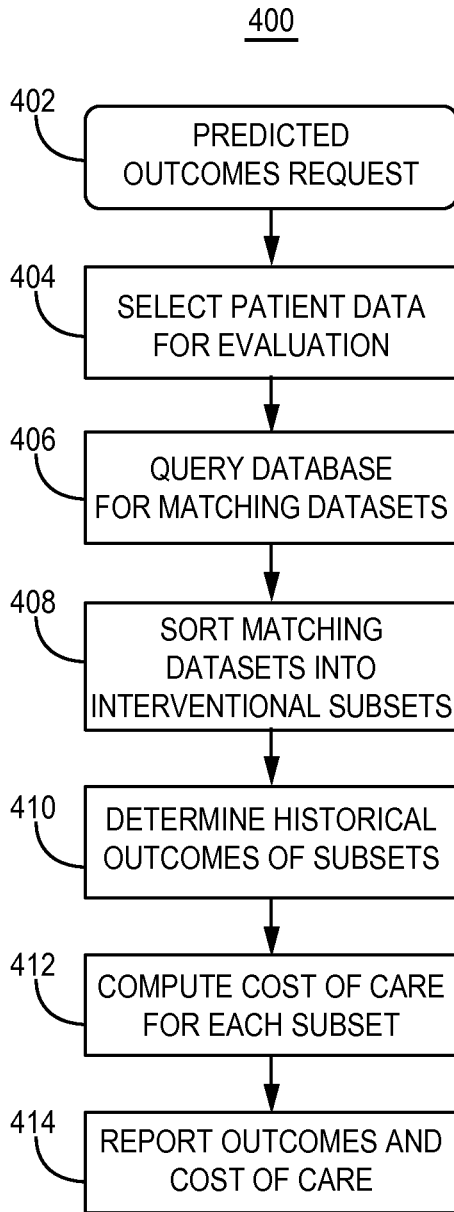 400
402
PREDICTED
OUTCOMES REQUEST
404
SELECT PATIENT DATA
FOR EVALUATION
406
QUERY DATABASE
FOR MATCHING DATASETS
408
SORT MATCHING
DATASETS INTO
INTERVENTIONAL SUBSETS
410
DETERMINE HISTORICAL
OUTCOMES OF SUBSETS
412
COMPUTE COST OF CARE
FOR EACH SUBSET
414
REPORT OUTCOMES AND
COST OF CARE